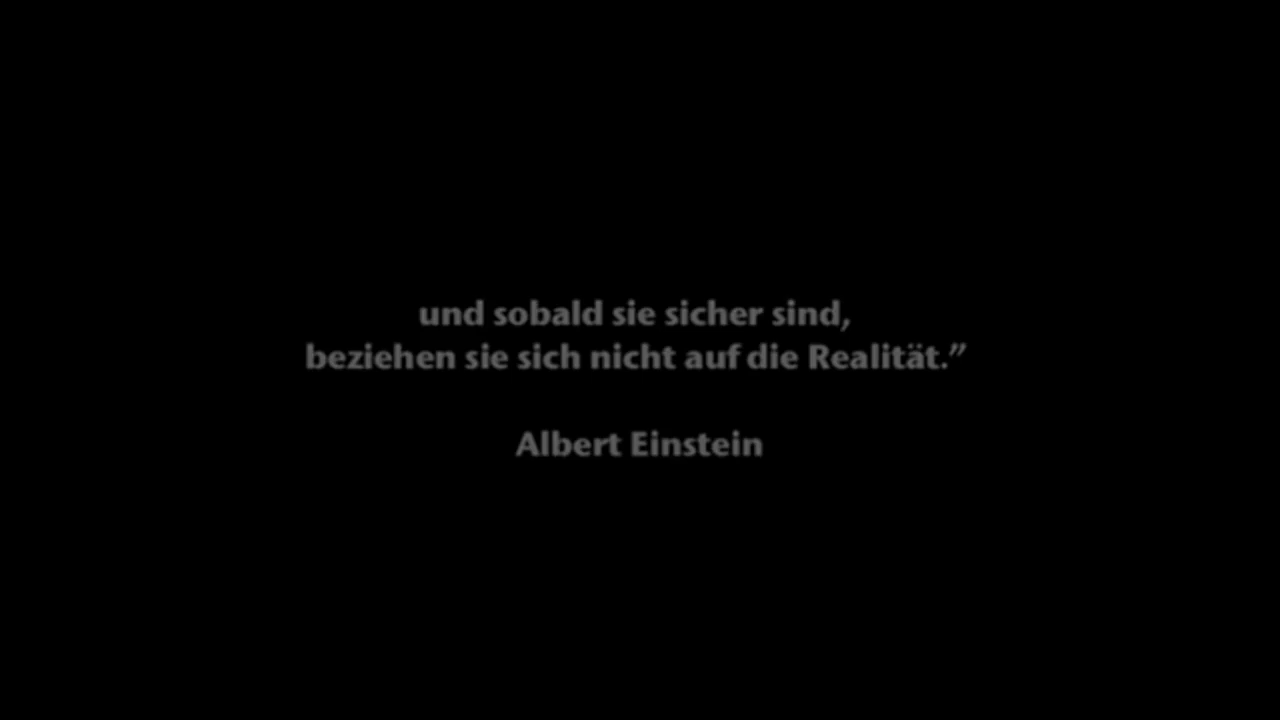 und sobald sie sicher sind,
beziehen sie sich nicht auf die Realität.”
Albert Einstein